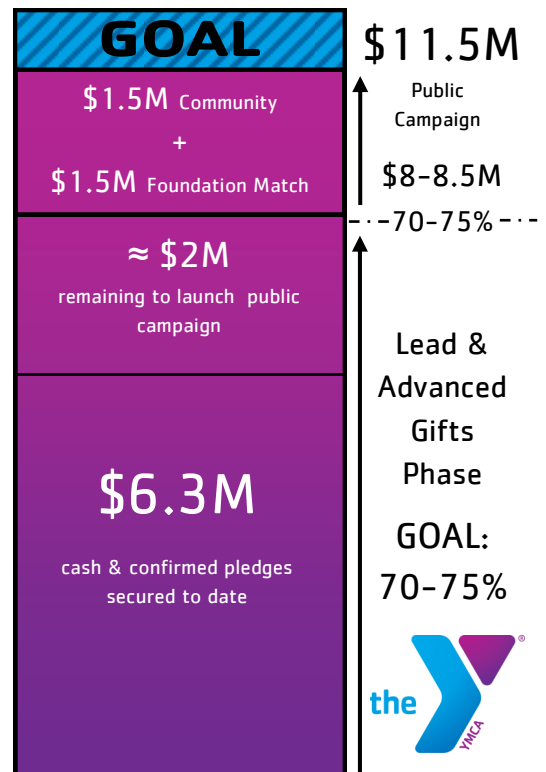 GOAL
$1.5M Community
+
$1.5M Foundation Match
≈ $2M
remaining to launch public
campaign
$6.3M
cash & confirmed pledges
secured to date
$11.5M
Public
Campaign
$8-8.5M
70-75%
Lead &
Advanced
Gifts
Phase
GOAL:
70-75%
the Y®
YMCA